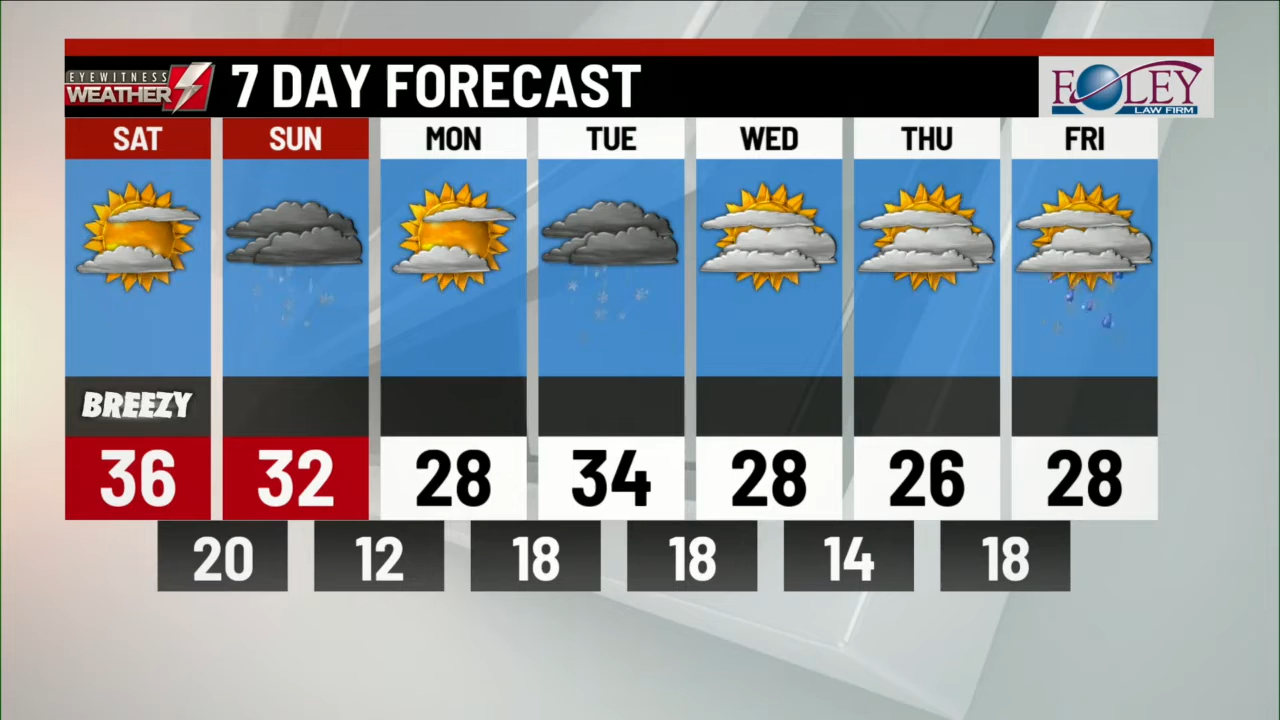 EYEWITNESS
WEATHER
7 DAY FORECAST
FOLEY
LAW FIRM
SAT SUN MON TUE WED THU FRI
BREEZY
36 32 28 34 28 26 28
20 12 18 18 14 18